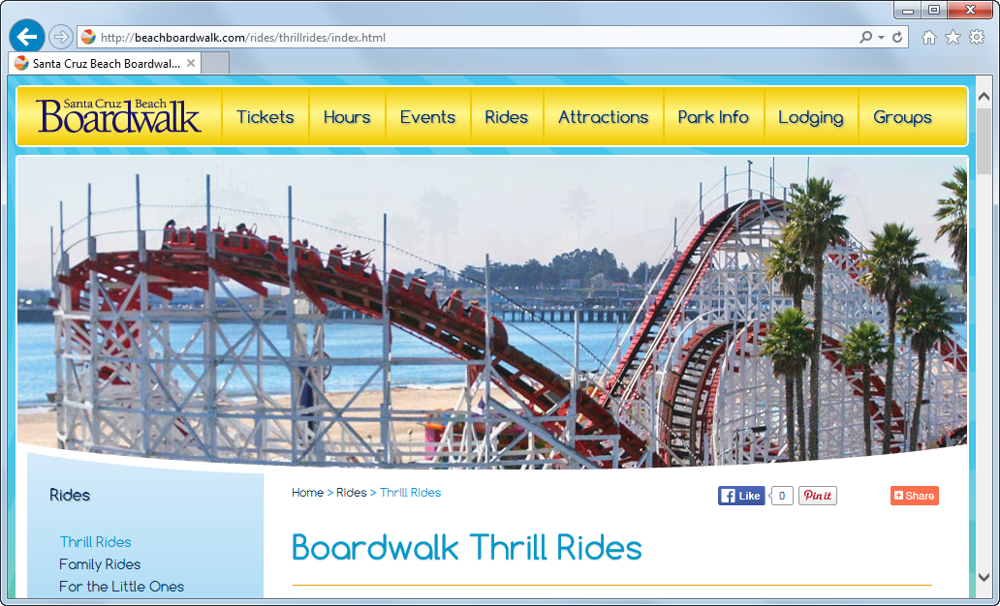 http://beachboardwalk.com/rides/thrillrides/index.html
Santa Cruz Beach Boardwal...
Santa Cruz Beach
Boardwalk
Tickets Hours Events Rides Attractions Park Info Lodging Groups
Rides
Thrill Rides
Family Rides
For the Little Ones
Home > Rides > Thrill Rides
Like 0 Pin it Share
Boardwalk Thrill Rides